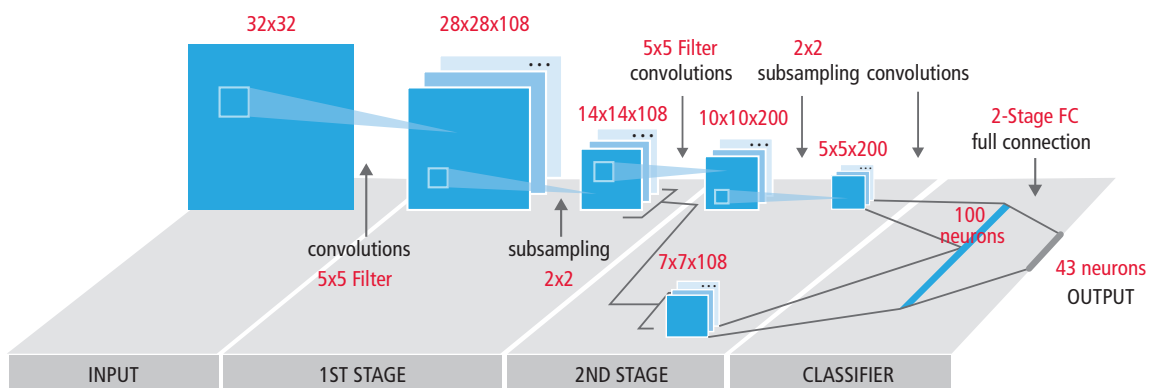 32x32
28x28x108
5x5 Filter
convolutions
2x2
subsampling
convolutions
14x14x108
10x10x200
5x5x200
2-Stage FC
full connection
convolutions
5x5 Filter
subsampling
2x2
7x7x108
100
neurons
43 neurons
OUTPUT
INPUT
1ST STAGE
2ND STAGE
CLASSIFIER